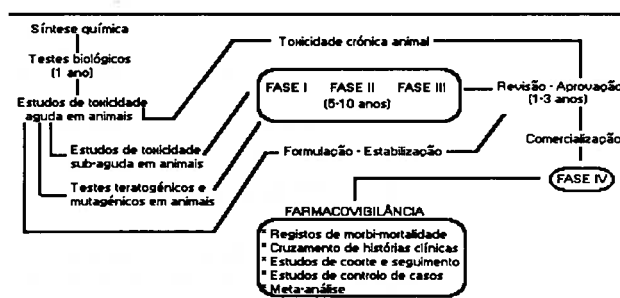 Síntese química
Testes biológicos
(1 ano)
Estudos de toxicidade
aguda em animais
Estudos de toxicidade
sub-aguda em animais
Testes teratogénicos e
mutagénicos em animais
Toxicidade crónica animal
FASE I FASE II FASE III
(5-10 anos)
Formulação - Estabilização
Revisão - Aprovação
(1-3 anos)
Comercialização
FASE IV
FARMACOVIGILÂNCIA
* Registos de morbi-mortalidade
* Cruzamento de histórias clínicas
* Estudos de coorte e seguimento
* Estudos de controlo de casos
* Meta-análise